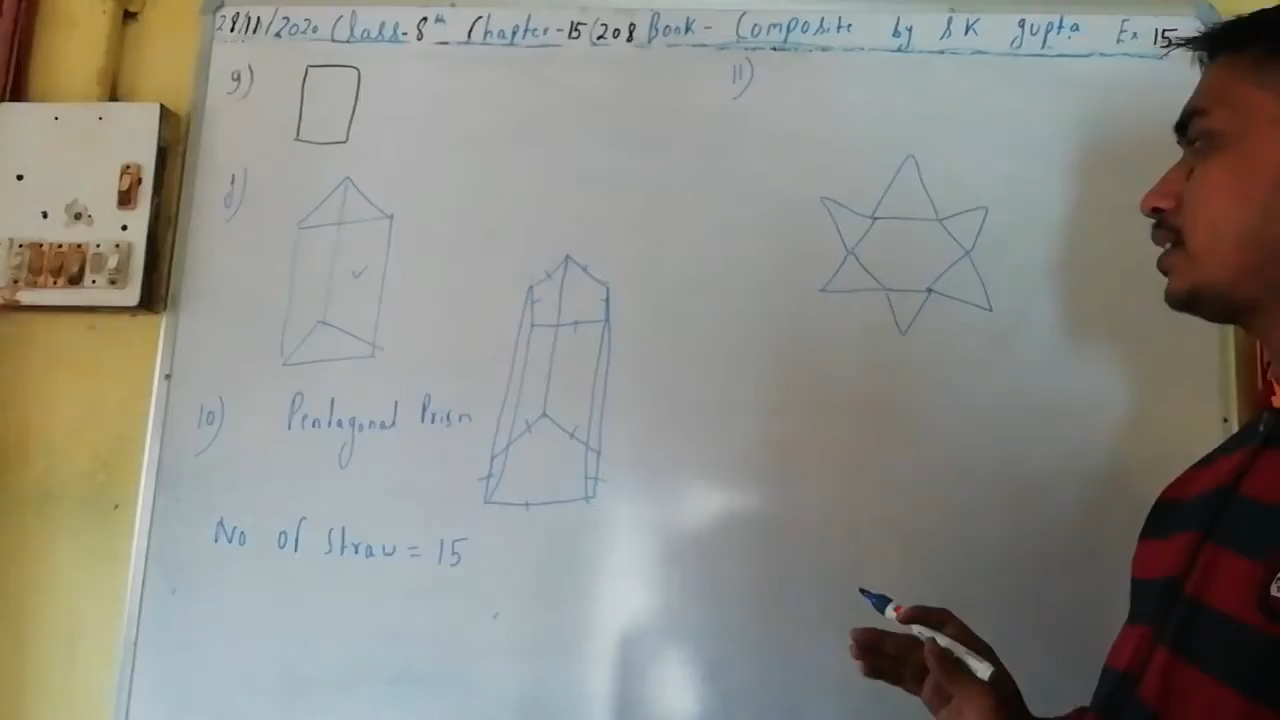 28/11/2020 Class-8th Chapter-15(208 Book- Composite by S K gupta Ex 15
9)
11)
d)
10) Pentagonal Prism
No of straw = 15